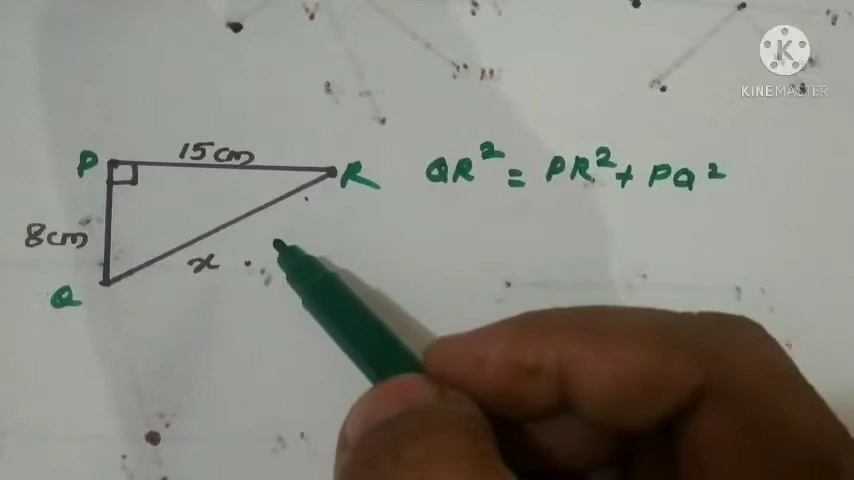 K
KINEMASTER
P 15cm R
QR² = PR² + PQ²
8cm
x
Q